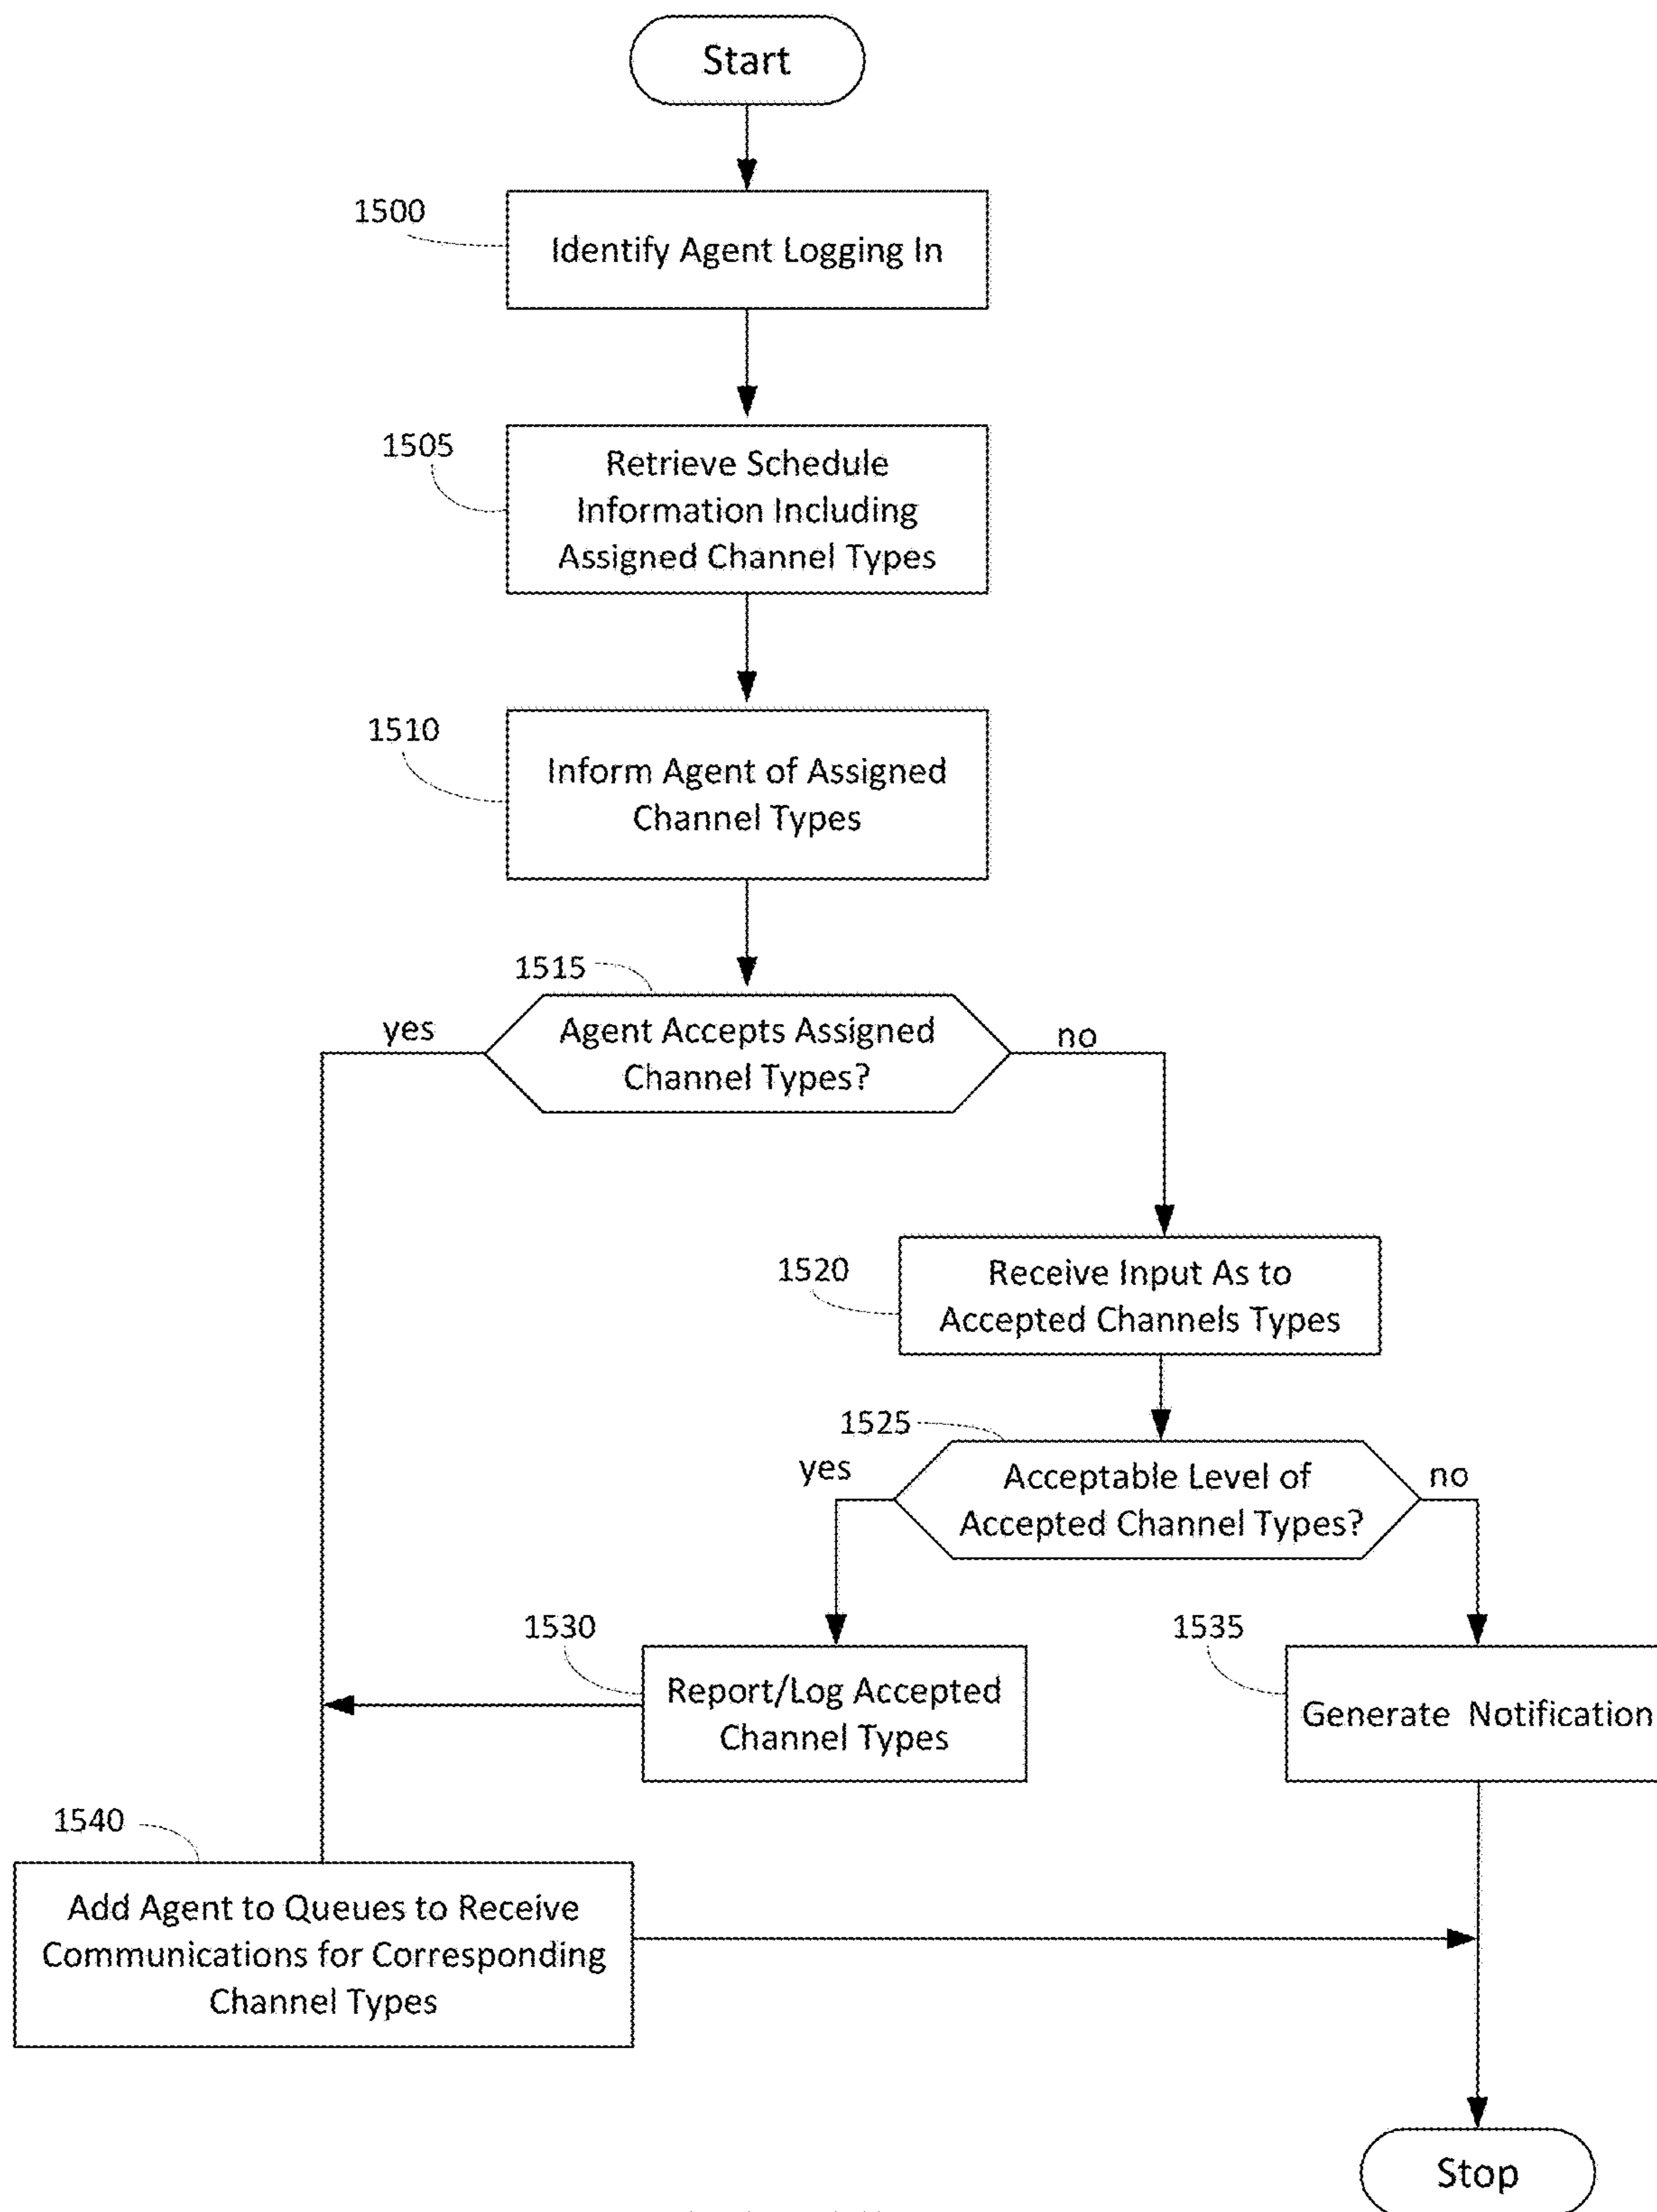 Start
1500
Identify Agent Logging In
1505
Retrieve Schedule
Information Including
Assigned Channel Types
1510
Inform Agent of Assigned
Channel Types
1515
yes
Agent Accepts Assigned
Channel Types?
no
1520
Receive Input As to
Accepted Channels Types
1525
yes
Acceptable Level of
Accepted Channel Types?
no
1530
Report/Log Accepted
Channel Types
1535
Generate Notification
1540
Add Agent to Queues to Receive
Communications for Corresponding
Channel Types
Stop